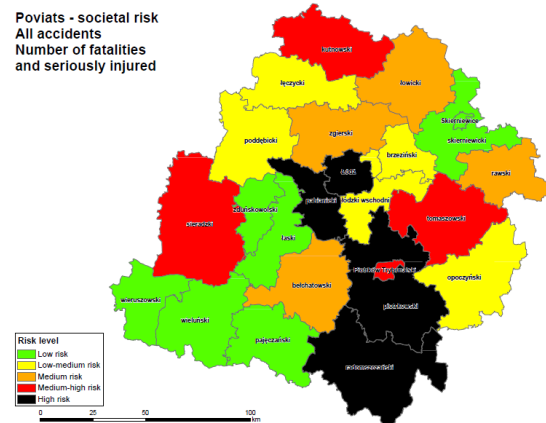 Poviats - societal risk
All accidents
Number of fatalities
and seriously injured
kutnowski
łęczycki
łowicki
Skierniewice
zgierski
skierniewicki
poddębicki
brzeziński
Łódź
rawski
pabianicki
łódzki wschodni
zduńskowolski
tomaszowski
sieradzki
łaski
Piotrków Trybunalski
opoczyński
bełchatowski
wieruszowski
piotrkowski
wieluński
pajęczański
radomszczański
Risk level
Low risk
Low-medium risk
Medium risk
Medium-high risk
High risk
0 25 50 100
km